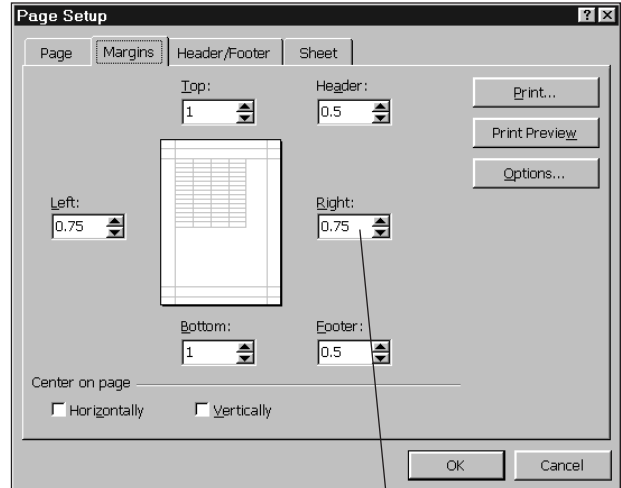 Page Setup
Page Margins Header/Footer Sheet
Top: Header:
1 0.5
Print...
Print Preview
Options...
Left: Right:
0.75 0.75
Bottom: Footer:
1 0.5
Center on page
Horizontally Vertically
OK Cancel